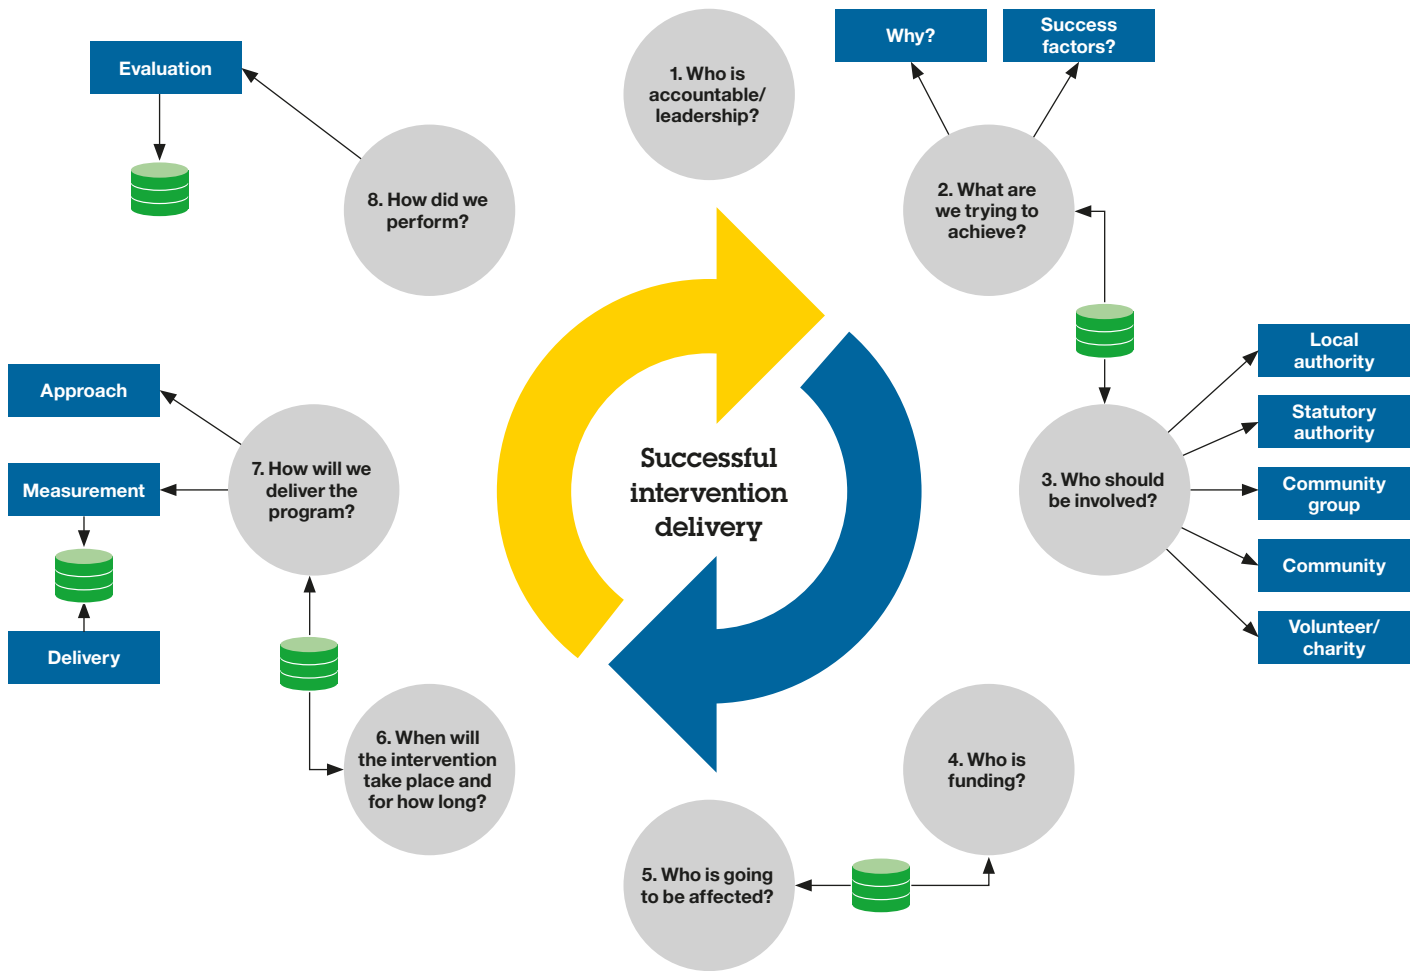 1. Who is
accountable/
leadership?
Why?
Success
factors?
2. What are
we trying to
achieve?
3. Who should
be involved?
Local
authority
Statutory
authority
Community
group
Community
Volunteer/
charity
4. Who is
funding?
5. Who is going
to be affected?
6. When will
the intervention
take place and
for how long?
7. How will we
deliver the
program?
Approach
Measurement
Delivery
8. How did we
perform?
Evaluation
Successful
intervention
delivery